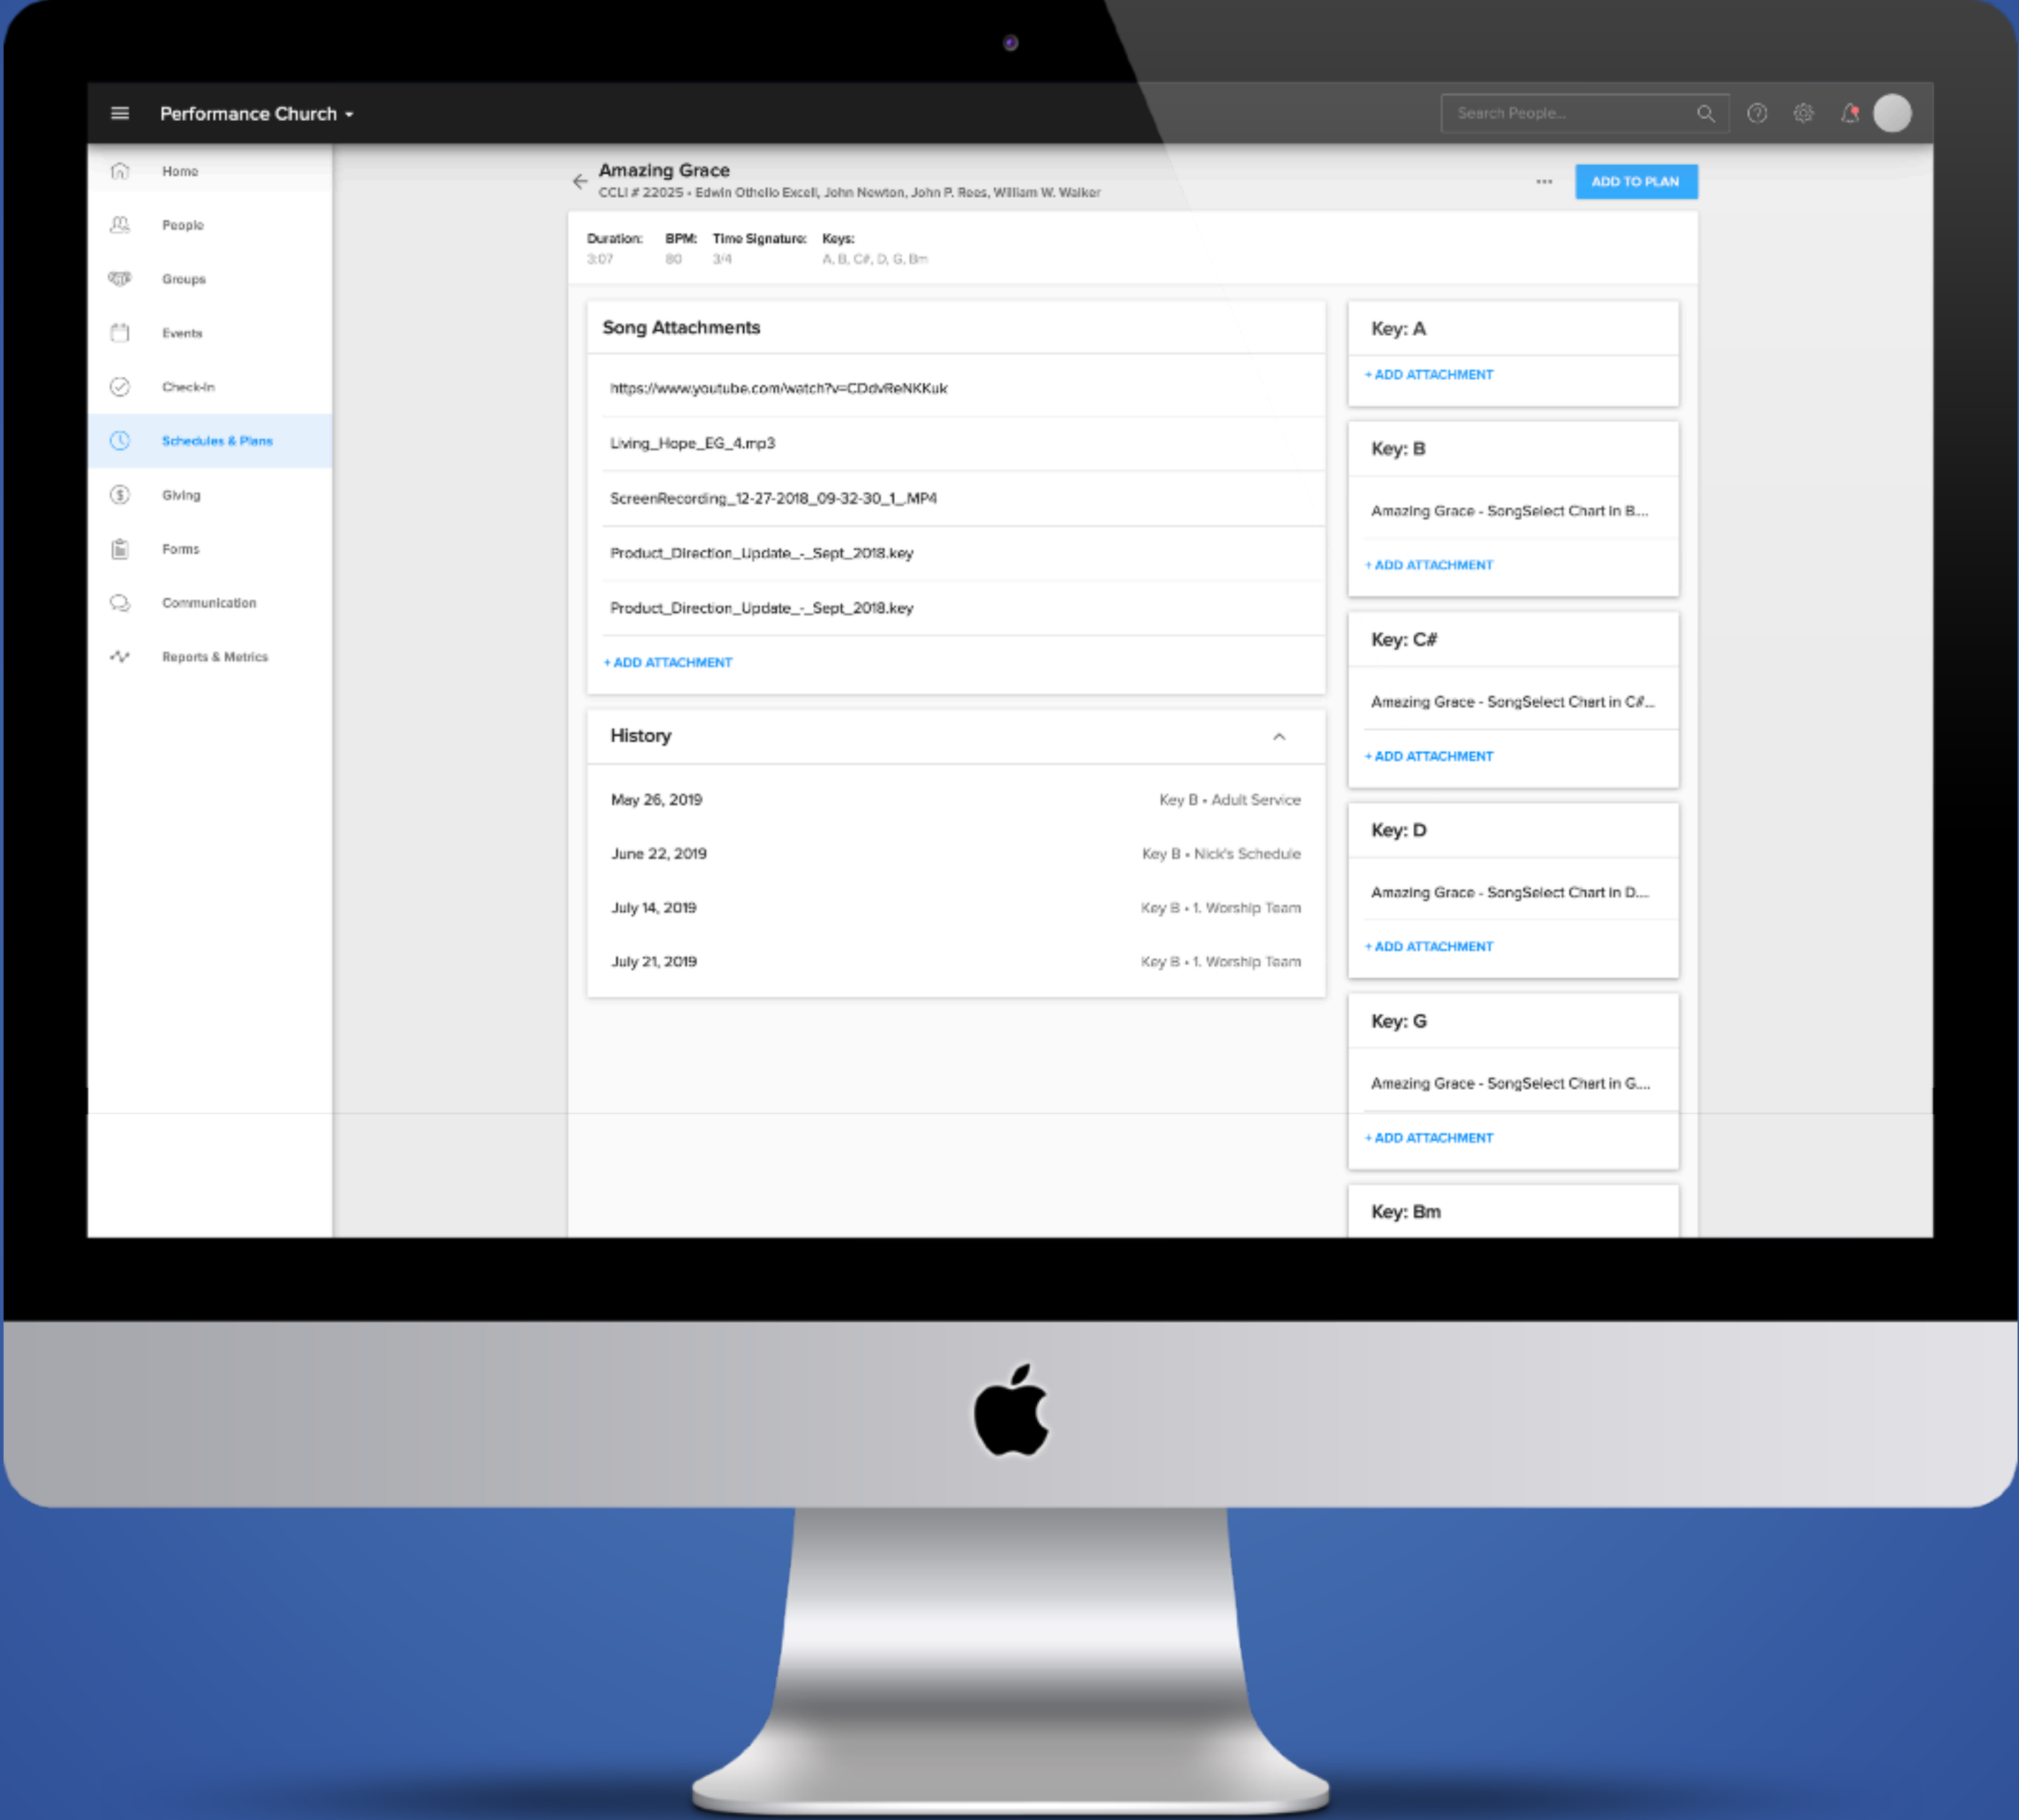 Performance Church
Search People...
Home
People
Groups
Events
Check-In
Schedules & Plans
Giving
Forms
Communication
Reports & Metrics
Amazing Grace
CCLI # 22025 • Edwin Othello Excell, John Newton, John P. Rees, William W. Walker
ADD TO PLAN
Duration: BPM: Time Signature: Keys:
3:07 80 3/4 A, B, C#, D, G, Bm
Song Attachments
https://www.youtube.com/watch?v=CDdvReNKKuk
Living_Hope_EG_4.mp3
ScreenRecording_12-27-2018_09-32-30_1_.MP4
Product_Direction_Update_-_Sept_2018.key
Product_Direction_Update_-_Sept_2018.key
+ ADD ATTACHMENT
History
May 26, 2019 Key B • Adult Service
June 22, 2019 Key B • Nick's Schedule
July 14, 2019 Key B • 1. Worship Team
July 21, 2019 Key B • 1. Worship Team
Key: A
+ ADD ATTACHMENT
Key: B
Amazing Grace - SongSelect Chart in B....
+ ADD ATTACHMENT
Key: C#
Amazing Grace - SongSelect Chart in C#...
+ ADD ATTACHMENT
Key: D
Amazing Grace - SongSelect Chart in D....
+ ADD ATTACHMENT
Key: G
Amazing Grace - SongSelect Chart in G....
+ ADD ATTACHMENT
Key: Bm